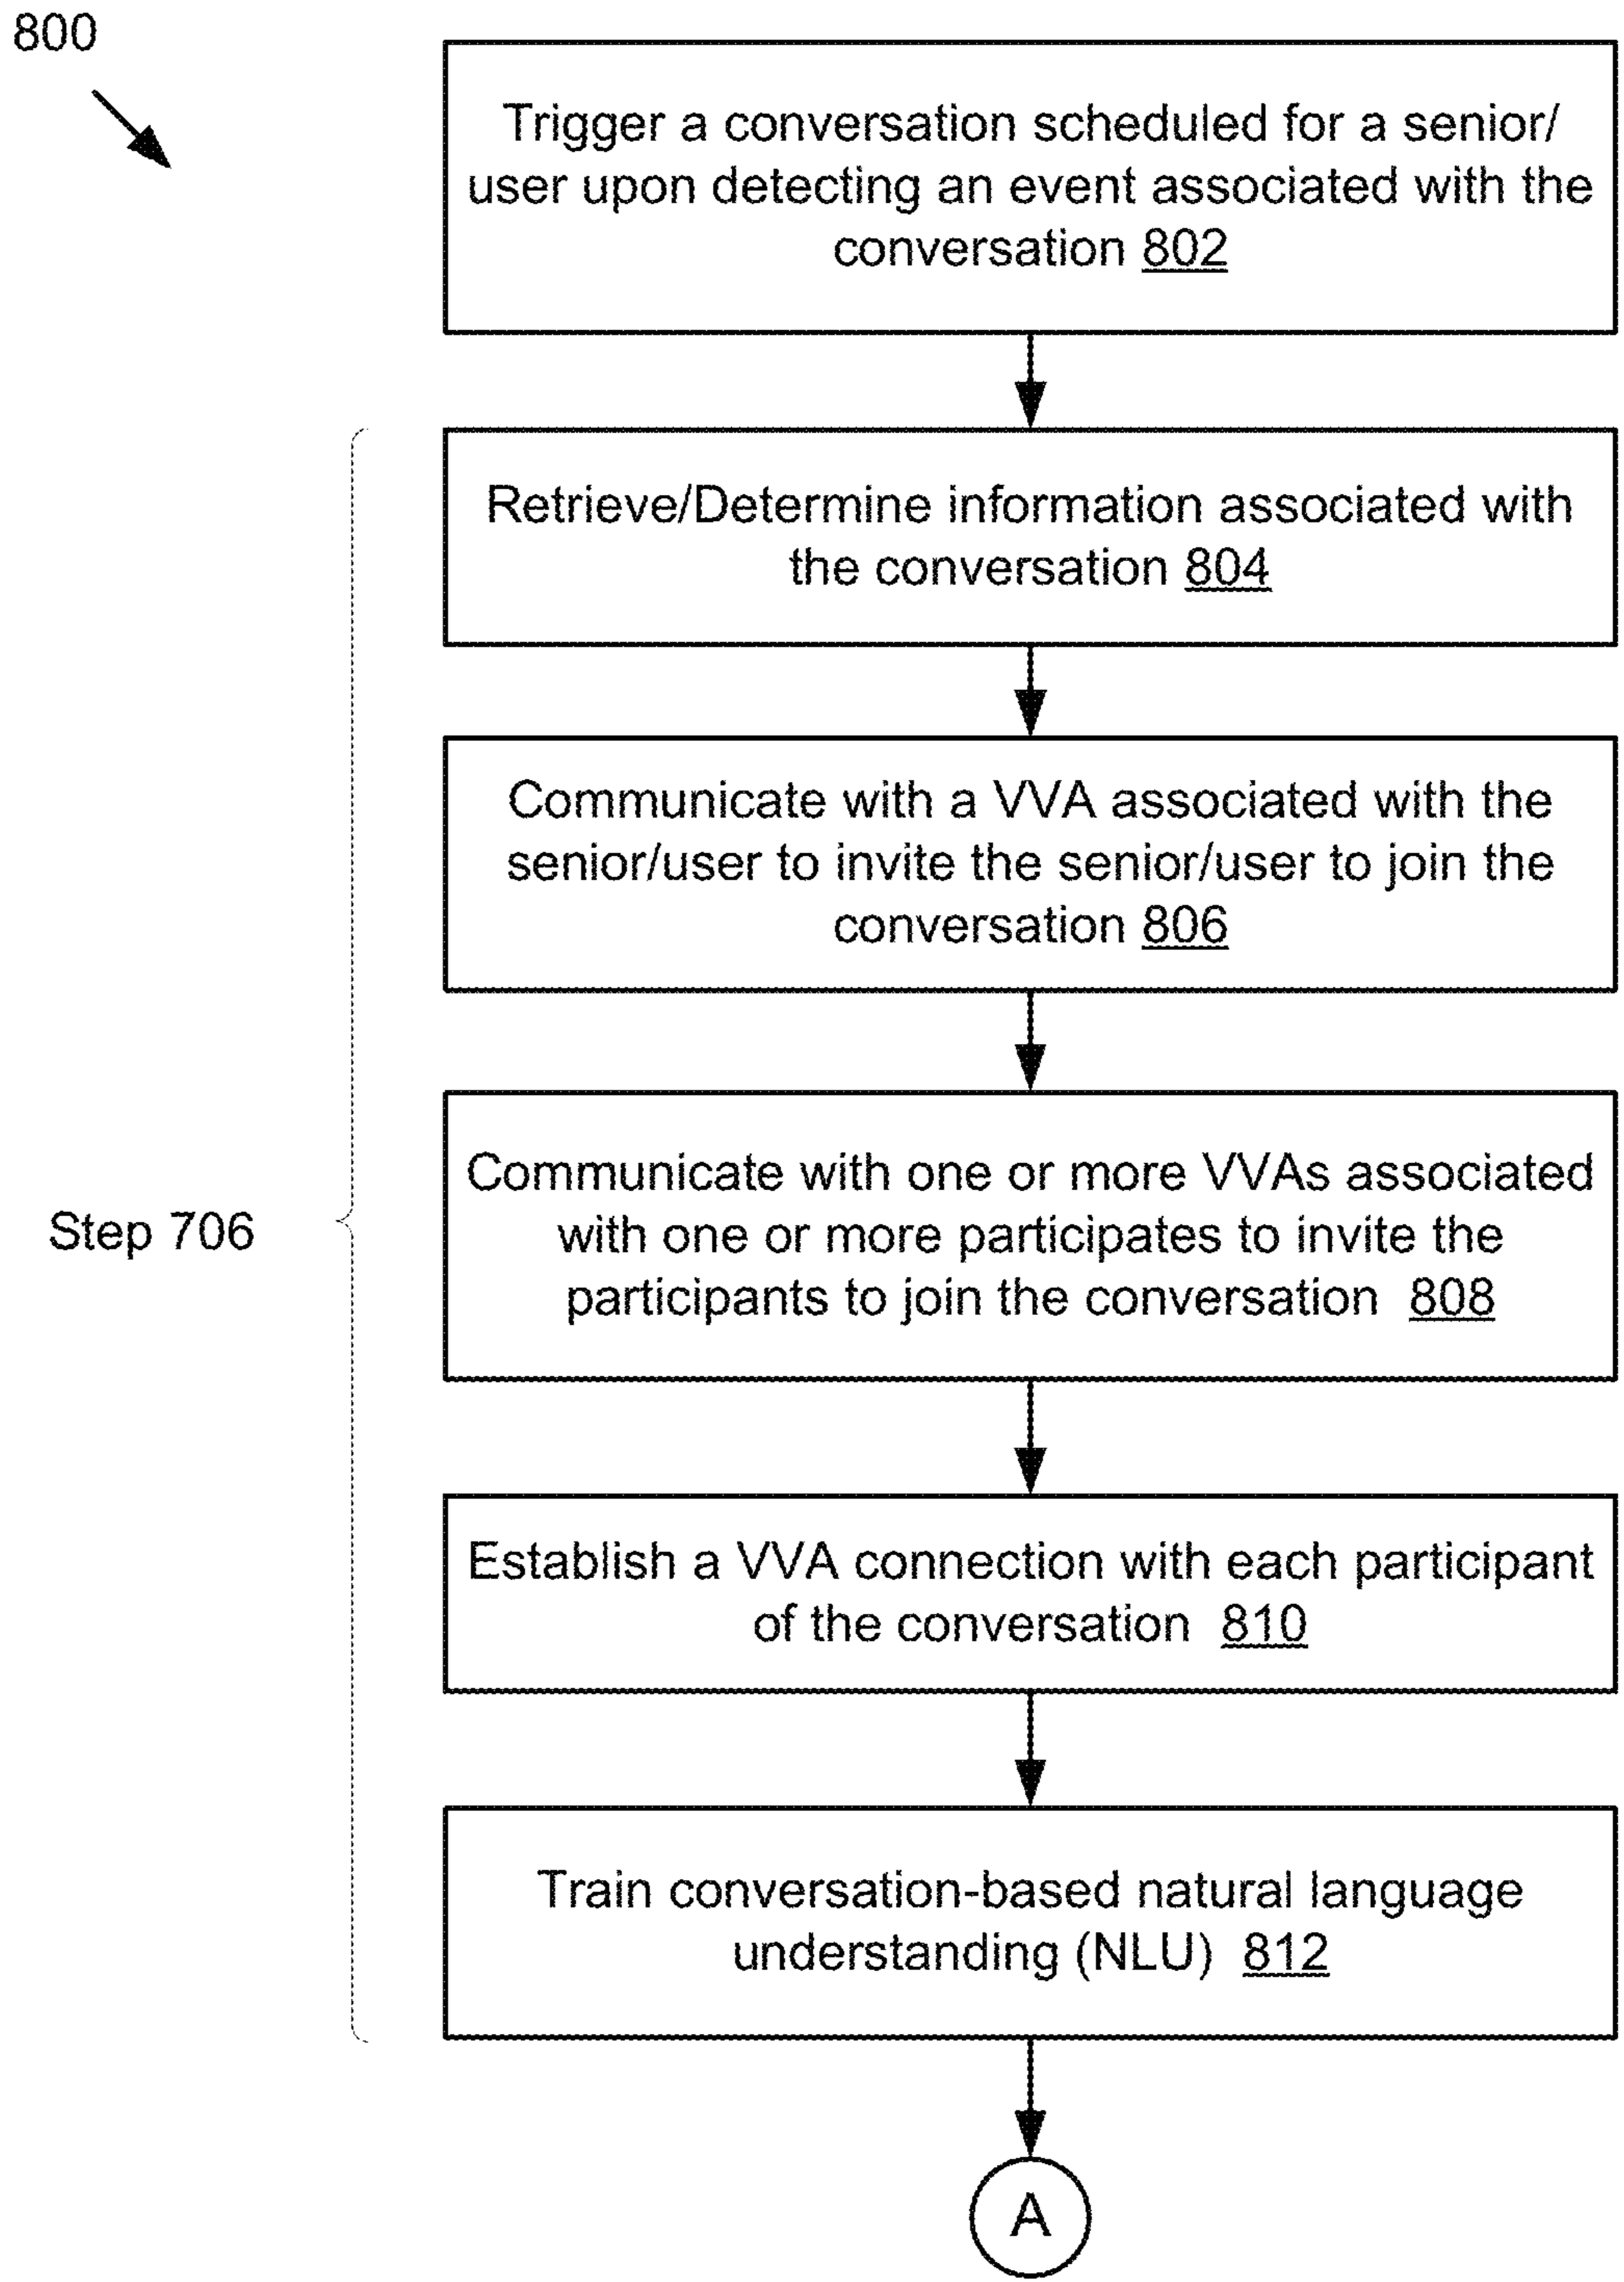 800
Trigger a conversation scheduled for a senior/
user upon detecting an event associated with the
conversation 802
Retrieve/Determine information associated with
the conversation 804
Communicate with a VVA associated with the
senior/user to invite the senior/user to join the
conversation 806
Communicate with one or more VVAs associated
with one or more participates to invite the
participants to join the conversation 808
Step 706
Establish a VVA connection with each participant
of the conversation 810
Train conversation-based natural language
understanding (NLU) 812
A